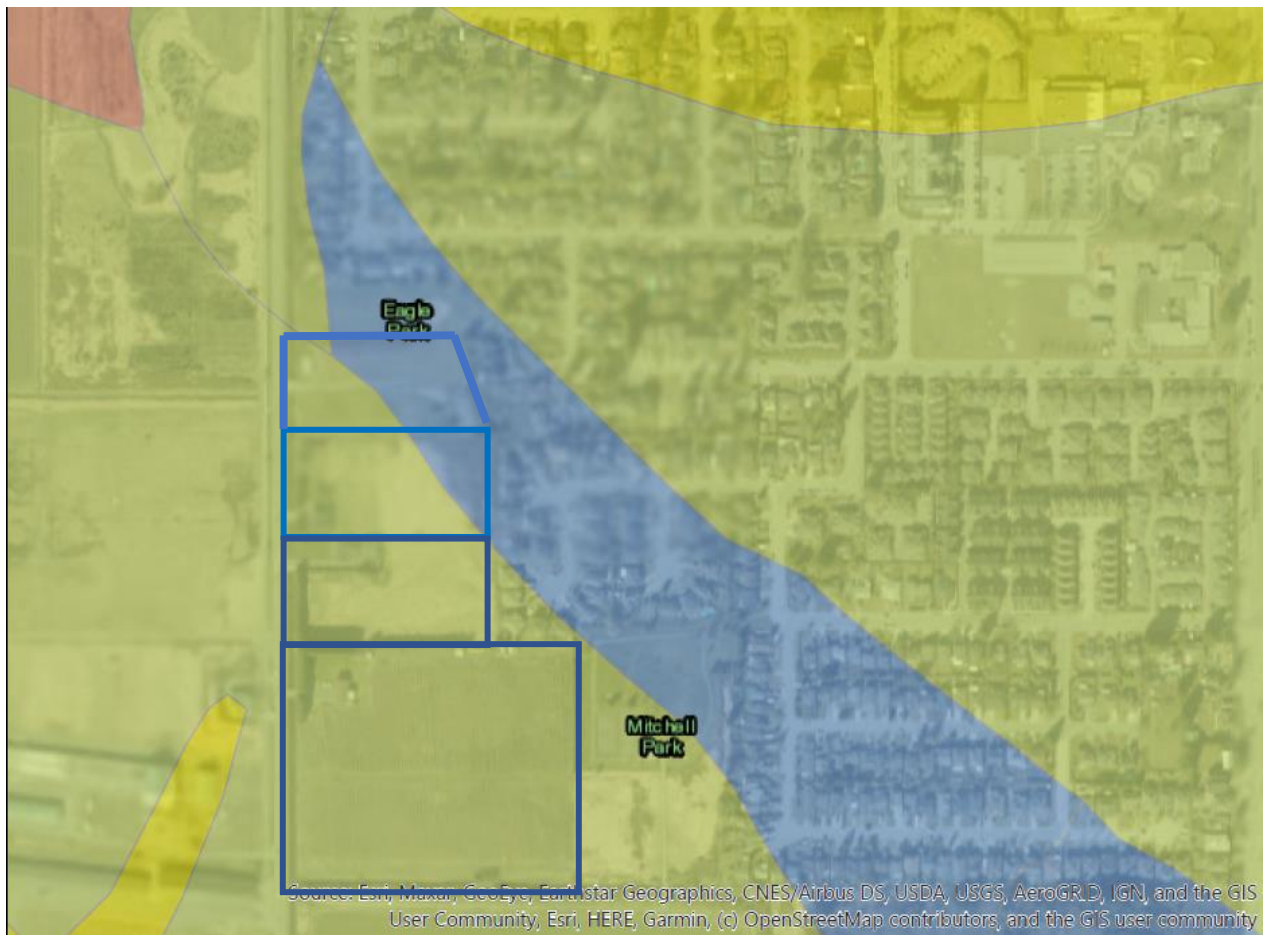 Eagle
Park
Mitchell
Park
Source: Esri, Maxar, GeoEye, Earthstar Geographics, CNES/Airbus DS, USDA, USGS, AeroGRID, IGN, and the GIS
User Community, Esri, HERE, Garmin, (c) OpenStreetMap contributors, and the GIS user community